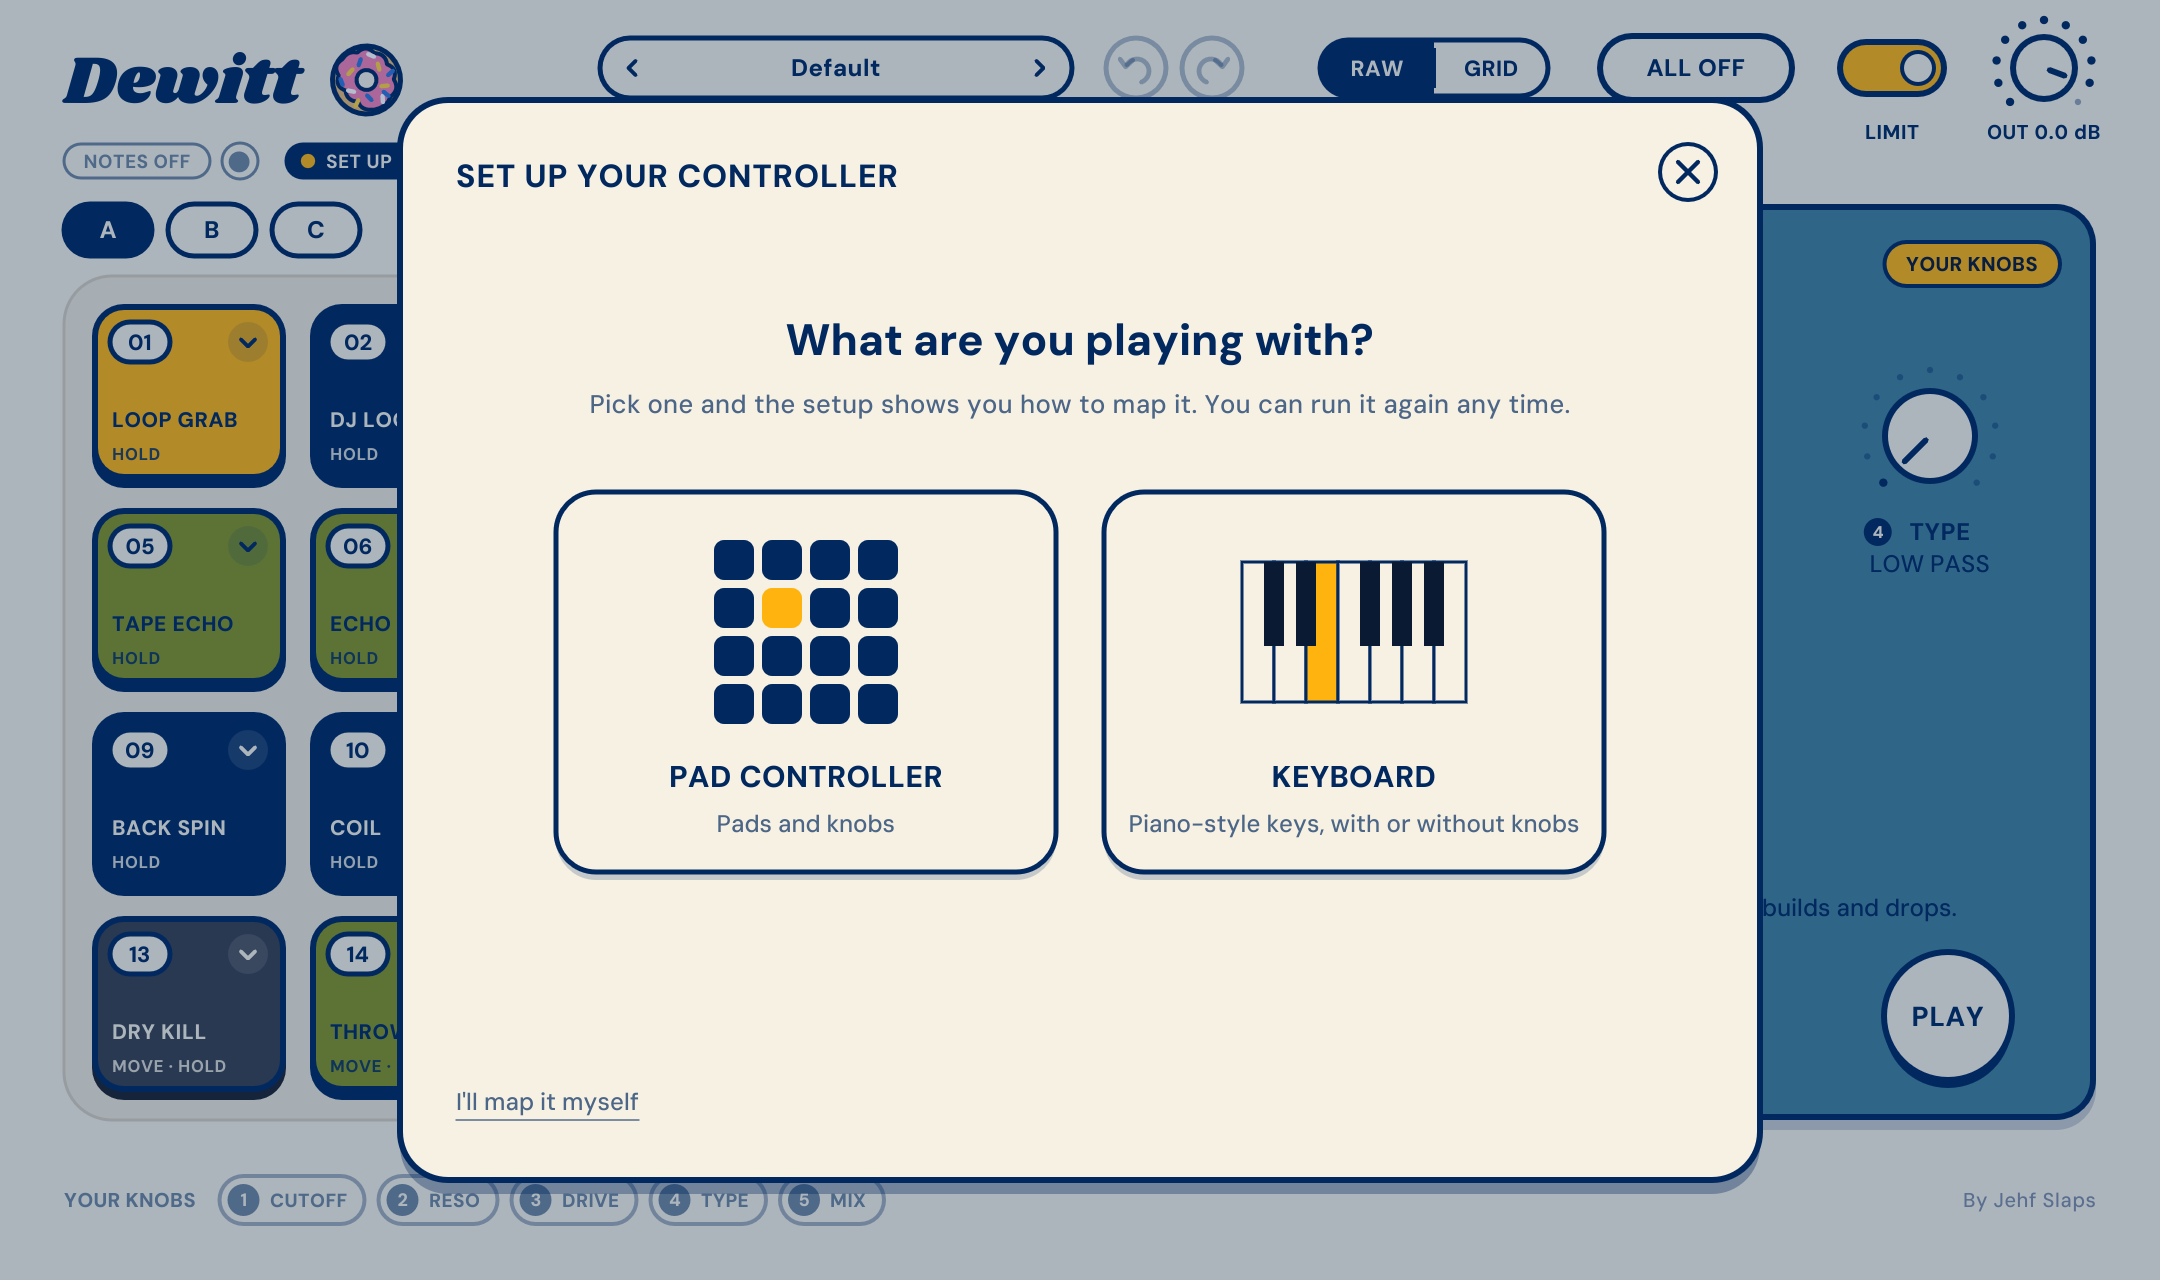 Dewitt
Default
RAW
GRID
ALL OFF
LIMIT
OUT 0.0 dB
NOTES OFF
SET UP
A
B
C
SET UP YOUR CONTROLLER
YOUR KNOBS
What are you playing with?
Pick one and the setup shows you how to map it. You can run it again any time.
01
LOOP GRAB
HOLD
02
DJ LOO
HOLD
05
TAPE ECHO
HOLD
06
ECHO
HOLD
09
BACK SPIN
HOLD
10
COIL
HOLD
13
DRY KILL
MOVE · HOLD
14
THROW
MOVE ·
PAD CONTROLLER
Pads and knobs
KEYBOARD
Piano-style keys, with or without knobs
4 TYPE
LOW PASS
builds and drops.
PLAY
I'll map it myself
YOUR KNOBS
1 CUTOFF
2 RESO
3 DRIVE
4 TYPE
5 MIX
By Jehf Slaps